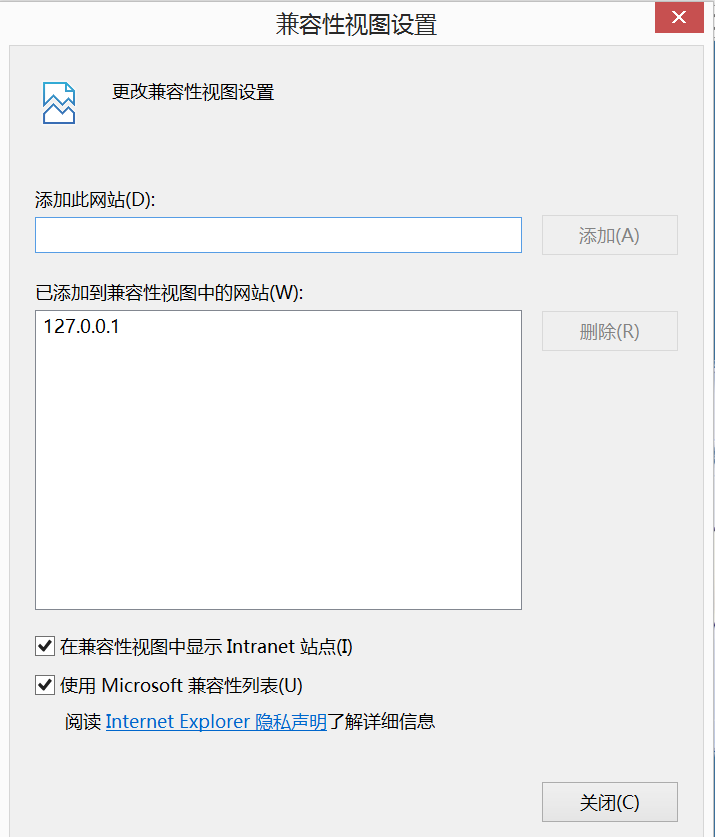 兼容性视图设置
更改兼容性视图设置
添加此网站(D):
添加(A)
已添加到兼容性视图中的网站(W):
127.0.0.1
删除(R)
在兼容性视图中显示 Intranet 站点(I)
使用 Microsoft 兼容性列表(U)
阅读 Internet Explorer 隐私声明了解详细信息
关闭(C)